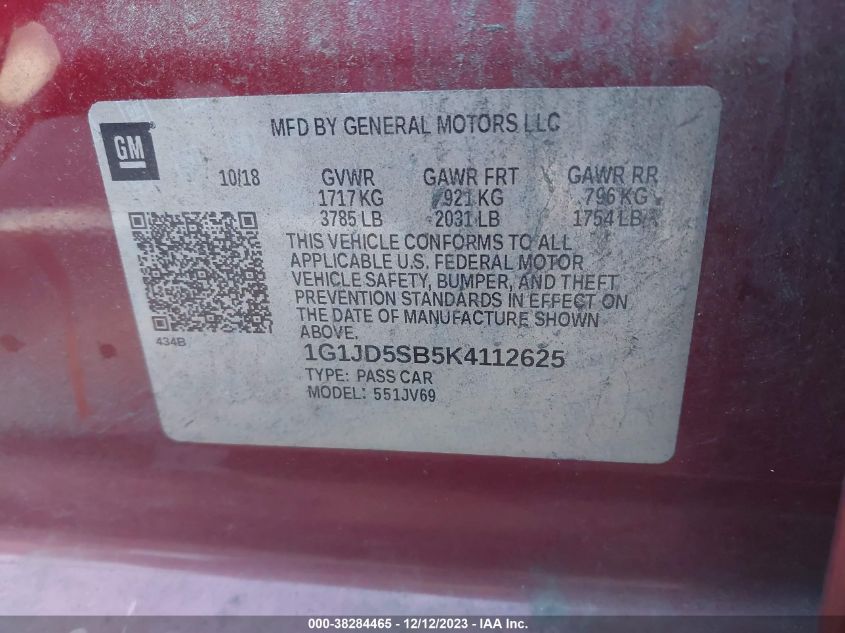 GM
MFD BY GENERAL MOTORS LLC
10/18 GVWR GAWR FRT GAWR RR
1717 KG 921 KG 796 KG
3785 LB 2031 LB 1754 LB
THIS VEHICLE CONFORMS TO ALL
APPLICABLE U.S. FEDERAL MOTOR
VEHICLE SAFETY, BUMPER, AND THEFT
PREVENTION STANDARDS IN EFFECT ON
THE DATE OF MANUFACTURE SHOWN
ABOVE.
434B
1G1JD5SB5K4112625
TYPE: PASS CAR
MODEL: 551JV69
000-38284465 - 12/12/2023 - IAA Inc.